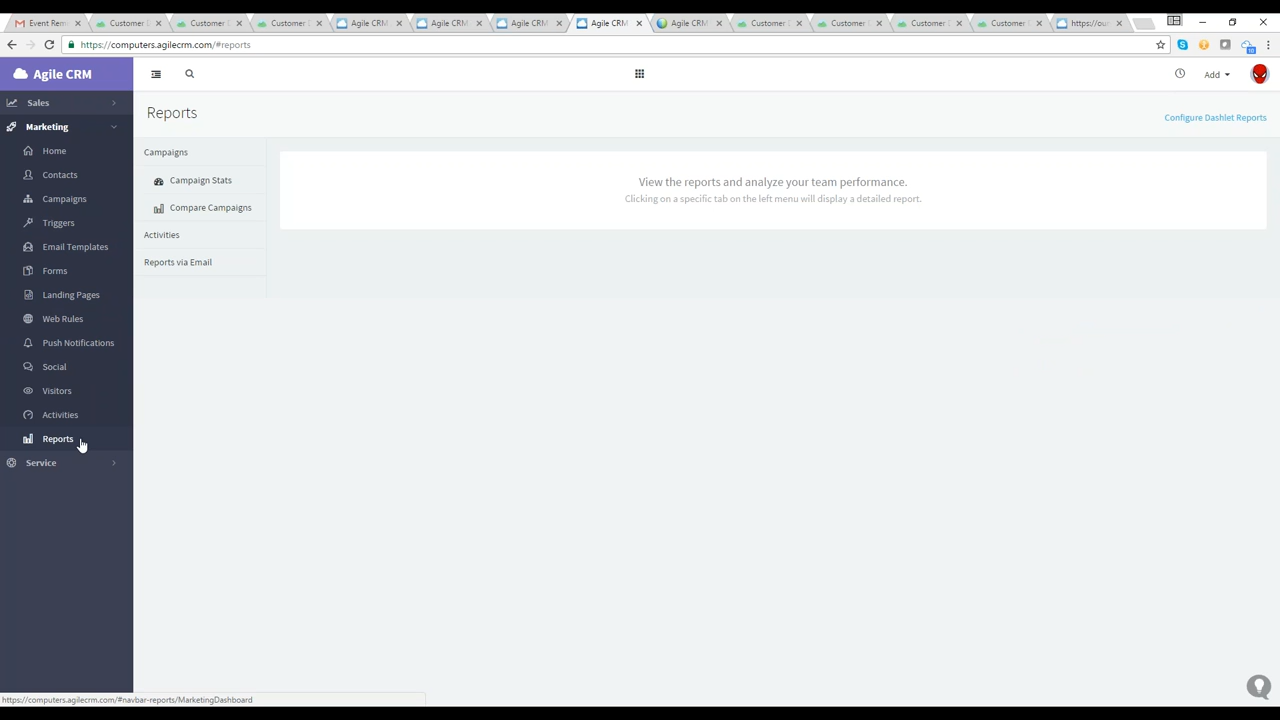 Event Rem
Customer
Customer
Customer
Agile CRM
Agile CRM
Agile CRM
Agile CRM
Agile CRM
Customer
Customer
Customer
Customer
https://our
https://computers.agilecrm.com/#reports
Agile CRM
Add
Sales
Marketing
Home
Contacts
Campaigns
Triggers
Email Templates
Forms
Landing Pages
Web Rules
Push Notifications
Social
Visitors
Activities
Reports
Service
Reports
Configure Dashlet Reports
Campaigns
Campaign Stats
Compare Campaigns
Activities
Reports via Email
View the reports and analyze your team performance.
Clicking on a specific tab on the left menu will display a detailed report.
https://computers.agilecrm.com/#navbar-reports/MarketingDashboard